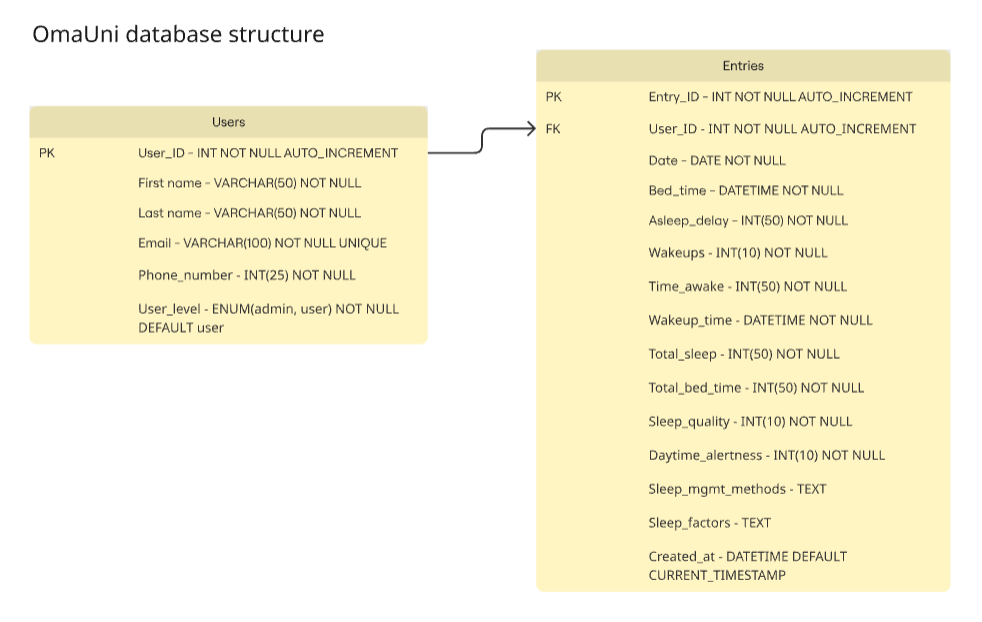 OmaUni database structure
Users
PK User_ID - INT NOT NULL AUTO_INCREMENT
First name - VARCHAR(50) NOT NULL
Last name - VARCHAR(50) NOT NULL
Email - VARCHAR(100) NOT NULL UNIQUE
Phone_number - INT(25) NOT NULL
User_level - ENUM(admin, user) NOT NULL
DEFAULT user
Entries
PK Entry_ID - INT NOT NULL AUTO_INCREMENT
FK User_ID - INT NOT NULL AUTO_INCREMENT
Date - DATE NOT NULL
Bed_time - DATETIME NOT NULL
Asleep_delay - INT(50) NOT NULL
Wakeups - INT(10) NOT NULL
Time_awake - INT(50) NOT NULL
Wakeup_time - DATETIME NOT NULL
Total_sleep - INT(50) NOT NULL
Total_bed_time - INT(50) NOT NULL
Sleep_quality - INT(10) NOT NULL
Daytime_alertness - INT(10) NOT NULL
Sleep_mgmt_methods - TEXT
Sleep_factors - TEXT
Created_at - DATETIME DEFAULT
CURRENT_TIMESTAMP